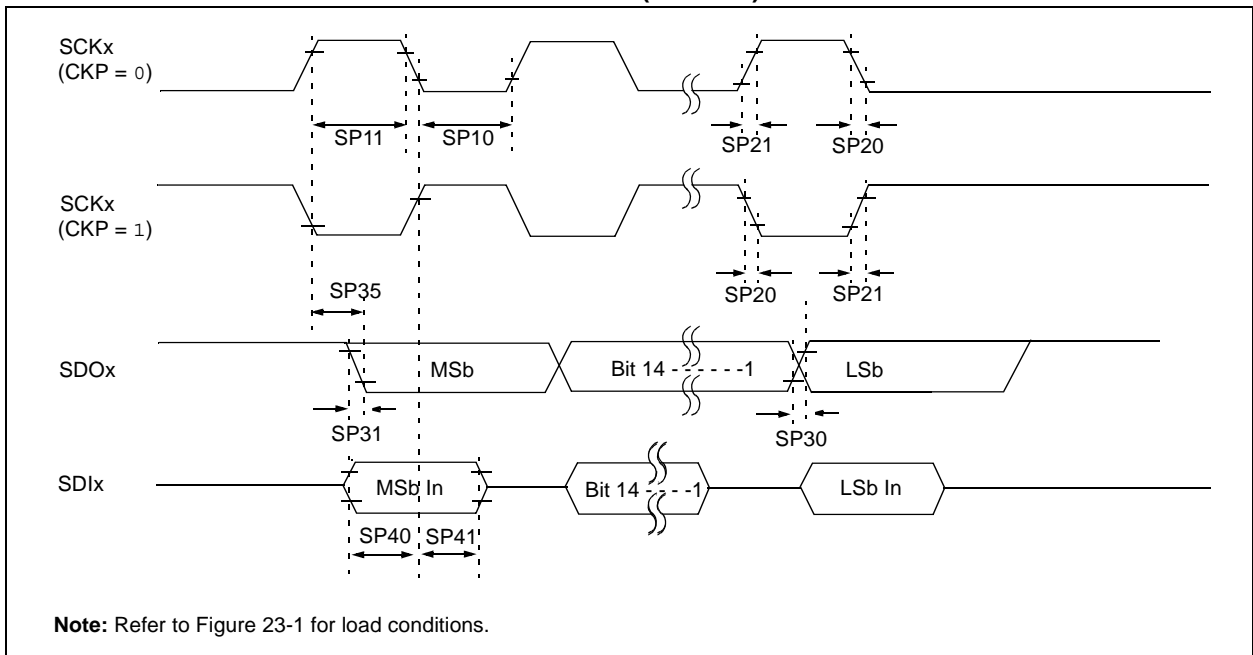 SCKx
(CKP = 0)
SP11
SP10
SP21
SP20
SCKx
(CKP = 1)
SP35
SP20
SP21
SDOx
MSb
Bit 14 - - - - - -1
LSb
SP31
SP30
SDIx
MSb In
Bit 14 - - - -1
LSb In
SP40
SP41
Note: Refer to Figure 23-1 for load conditions.